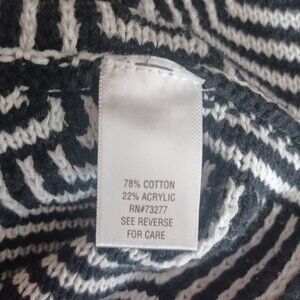 78% COTTON
22% ACRYLIC
RN#73277
SEE REVERSE
FOR CARE